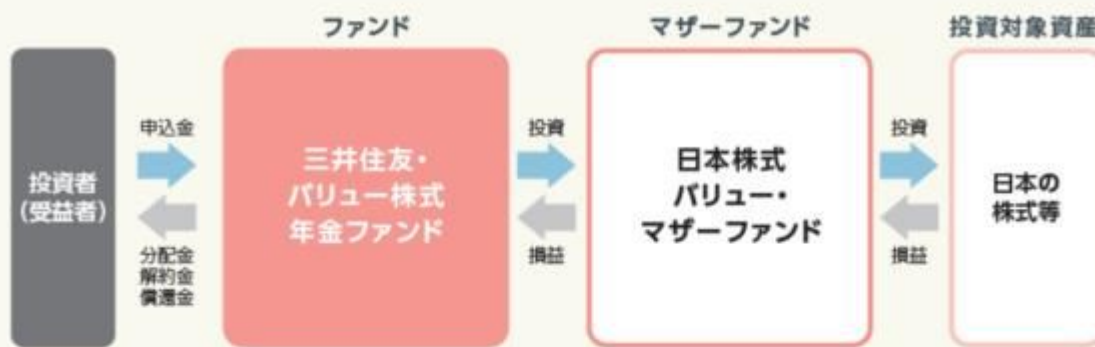 ファンド
マザーファンド
投資対象資産
投資者
(受益者)
申込金
分配金
解約金
償還金
三井住友・
バリュー株式
年金ファンド
投資
損益
日本株式
バリュー・
マザーファンド
投資
損益
日本の
株式等